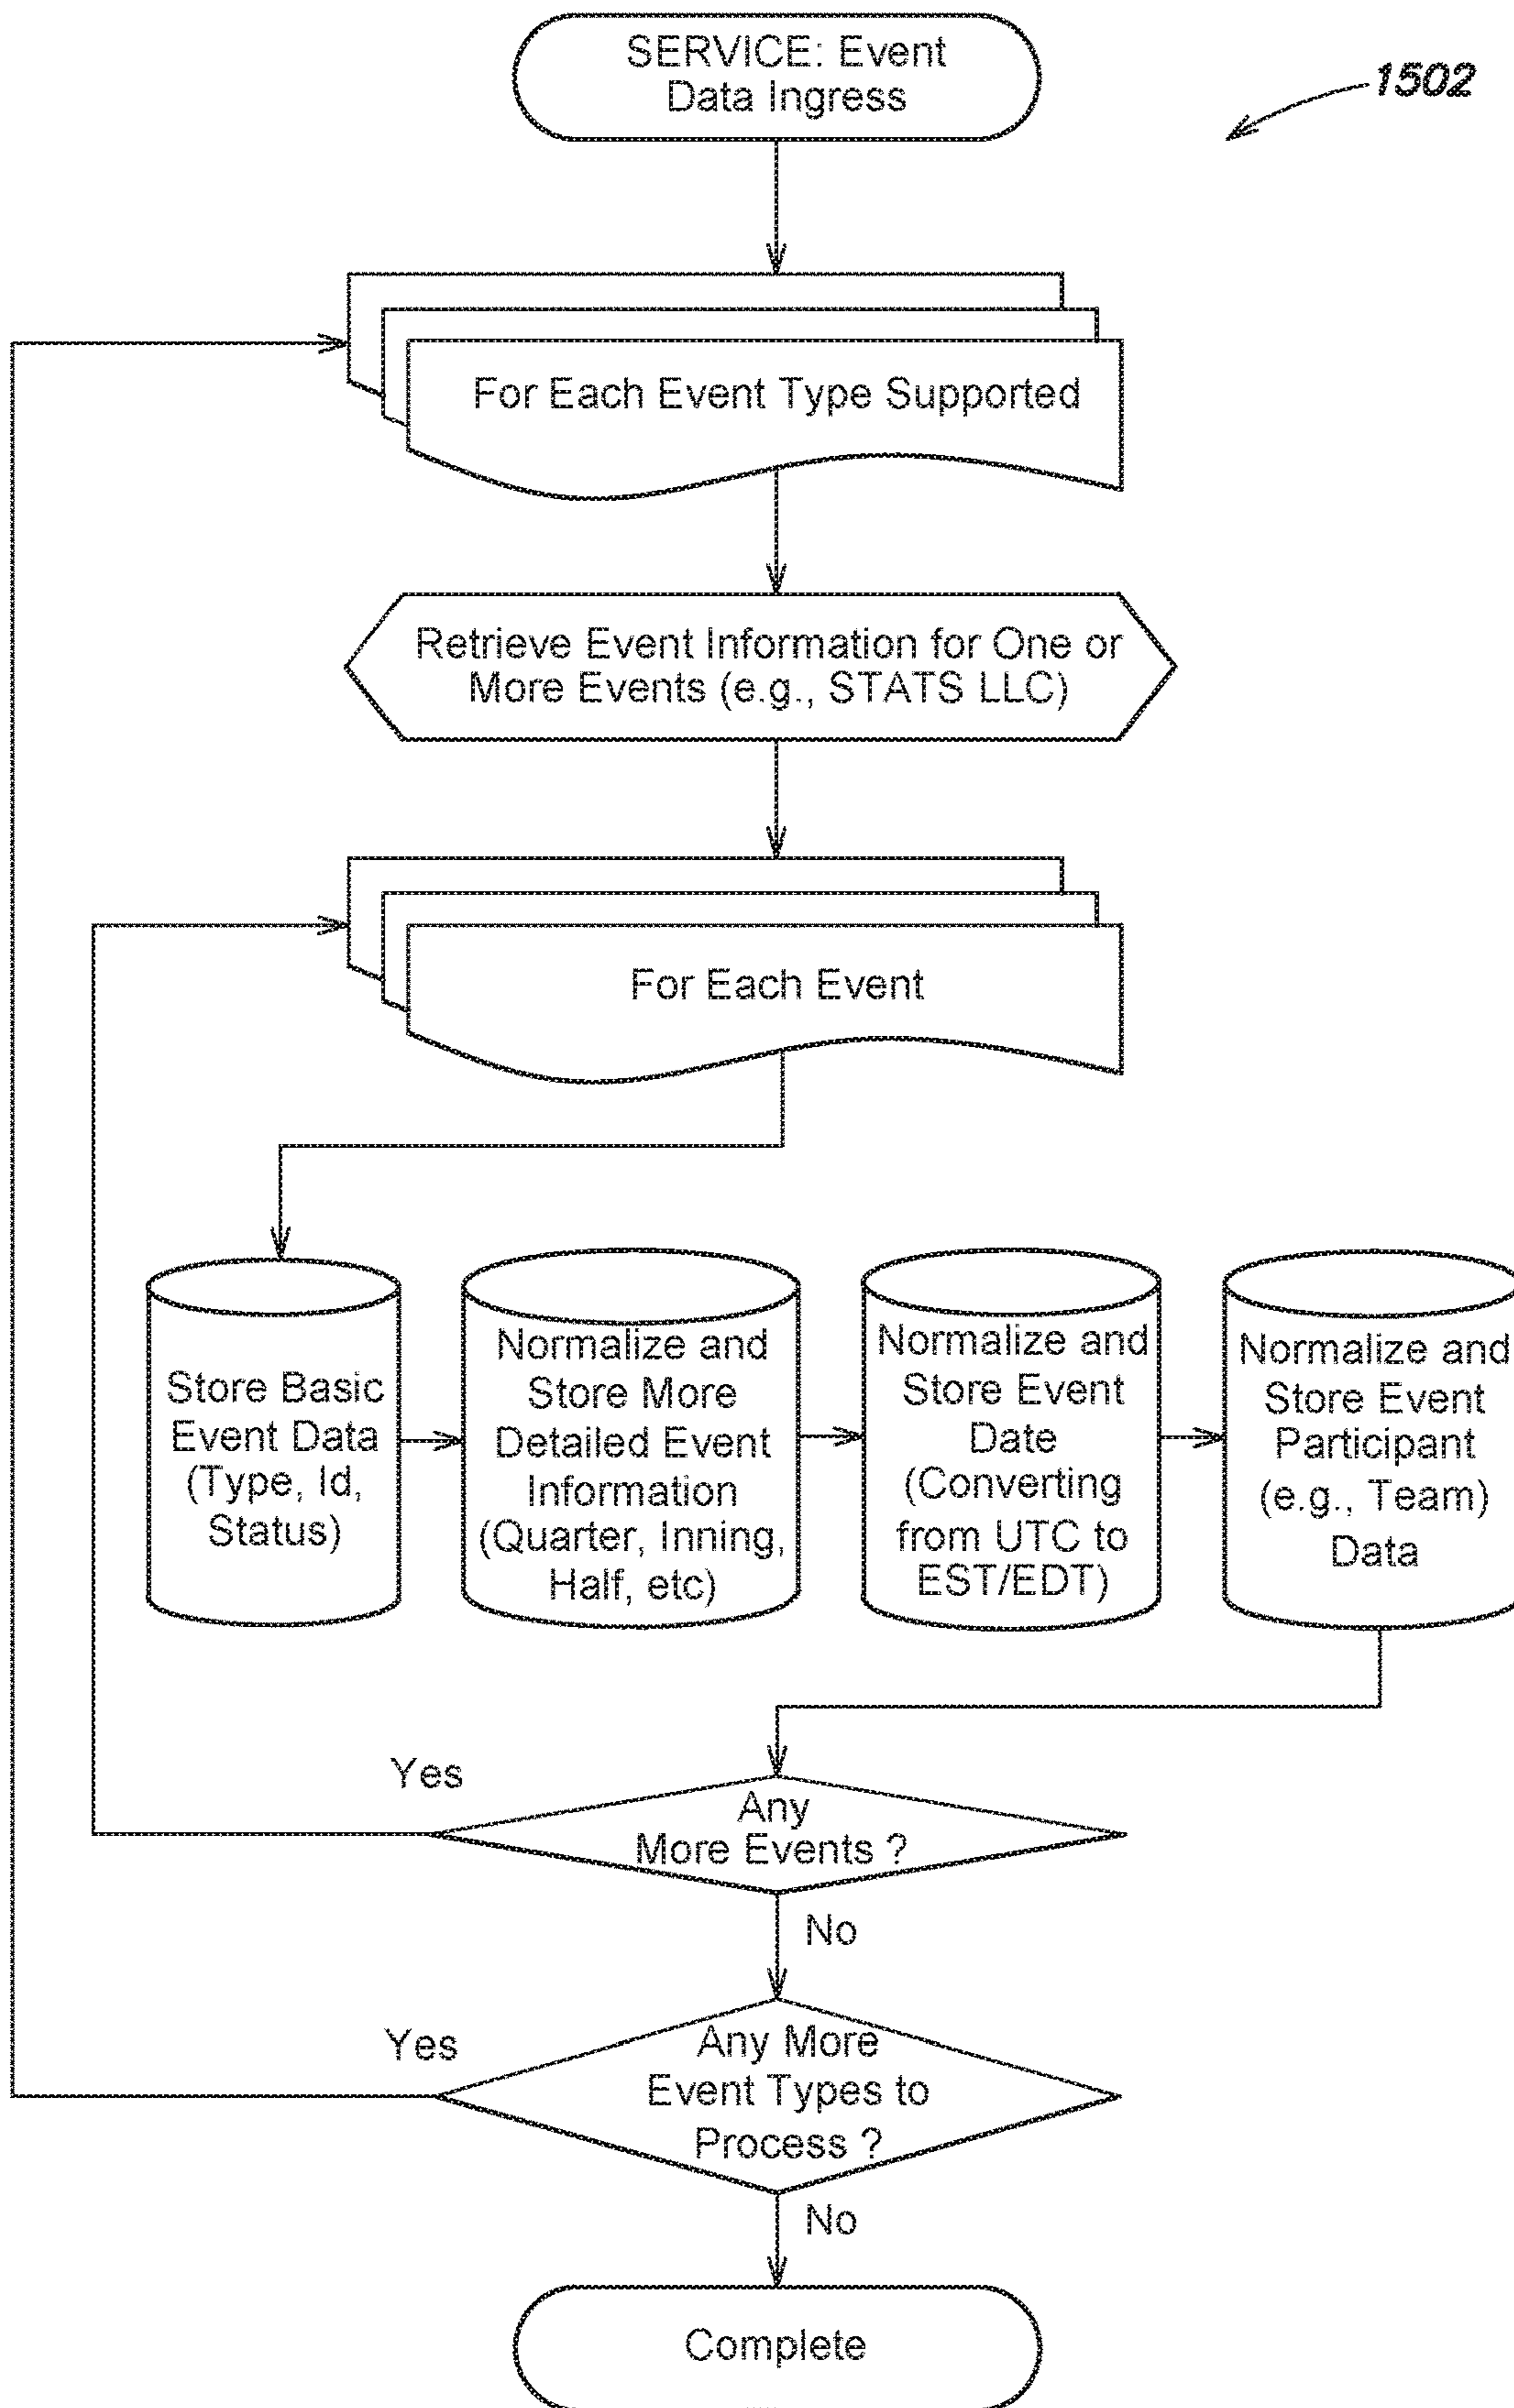 SERVICE: Event
Data Ingress
1502
For Each Event Type Supported
Retrieve Event Information for One or
More Events (e.g., STATS LLC)
For Each Event
Store Basic
Event Data
(Type, Id,
Status)
Normalize and
Store More
Detailed Event
Information
(Quarter, Inning,
Half, etc)
Normalize and
Store Event
Date
(Converting
from UTC to
EST/EDT)
Normalize and
Store Event
Participant
(e.g., Team)
Data
Yes
Any
More Events ?
No
Yes
Any More
Event Types to
Process ?
No
Complete